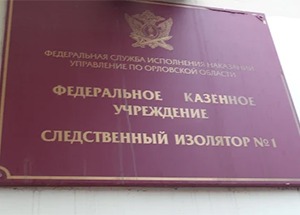 ФЕДЕРАЛЬНАЯ СЛУЖБА ИСПОЛНЕНИЯ НАКАЗАНИЙ
УПРАВЛЕНИЕ ПО ОРЛОВСКОЙ ОБЛАСТИ
ФЕДЕРАЛЬНОЕ КАЗЕННОЕ
УЧРЕЖДЕНИЕ
СЛЕДСТВЕННЫЙ ИЗОЛЯТОР №1